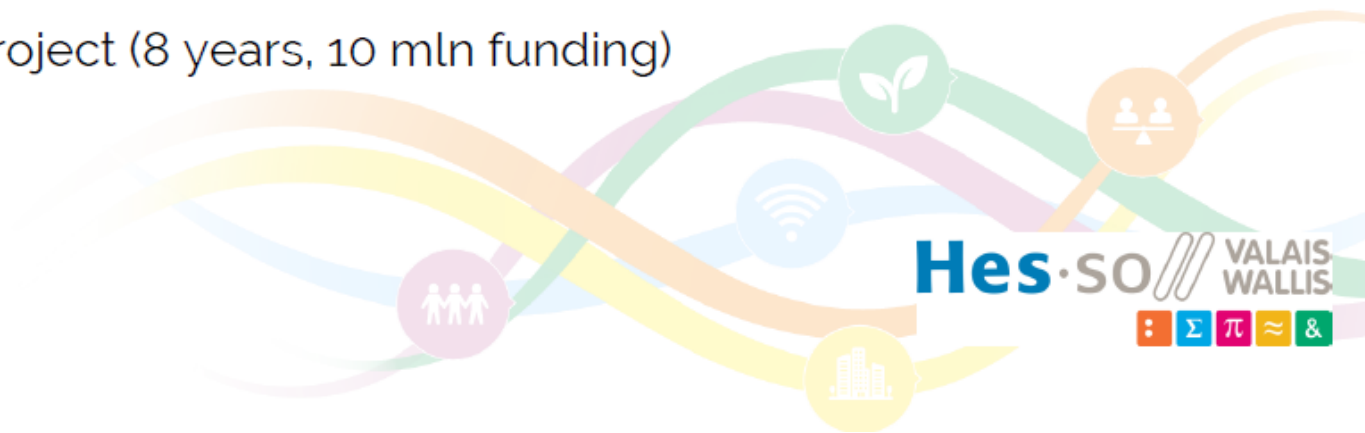 roject (8 years, 10 mln funding)
Hes·so VALAIS
WALLIS
: Σ π ≈ &